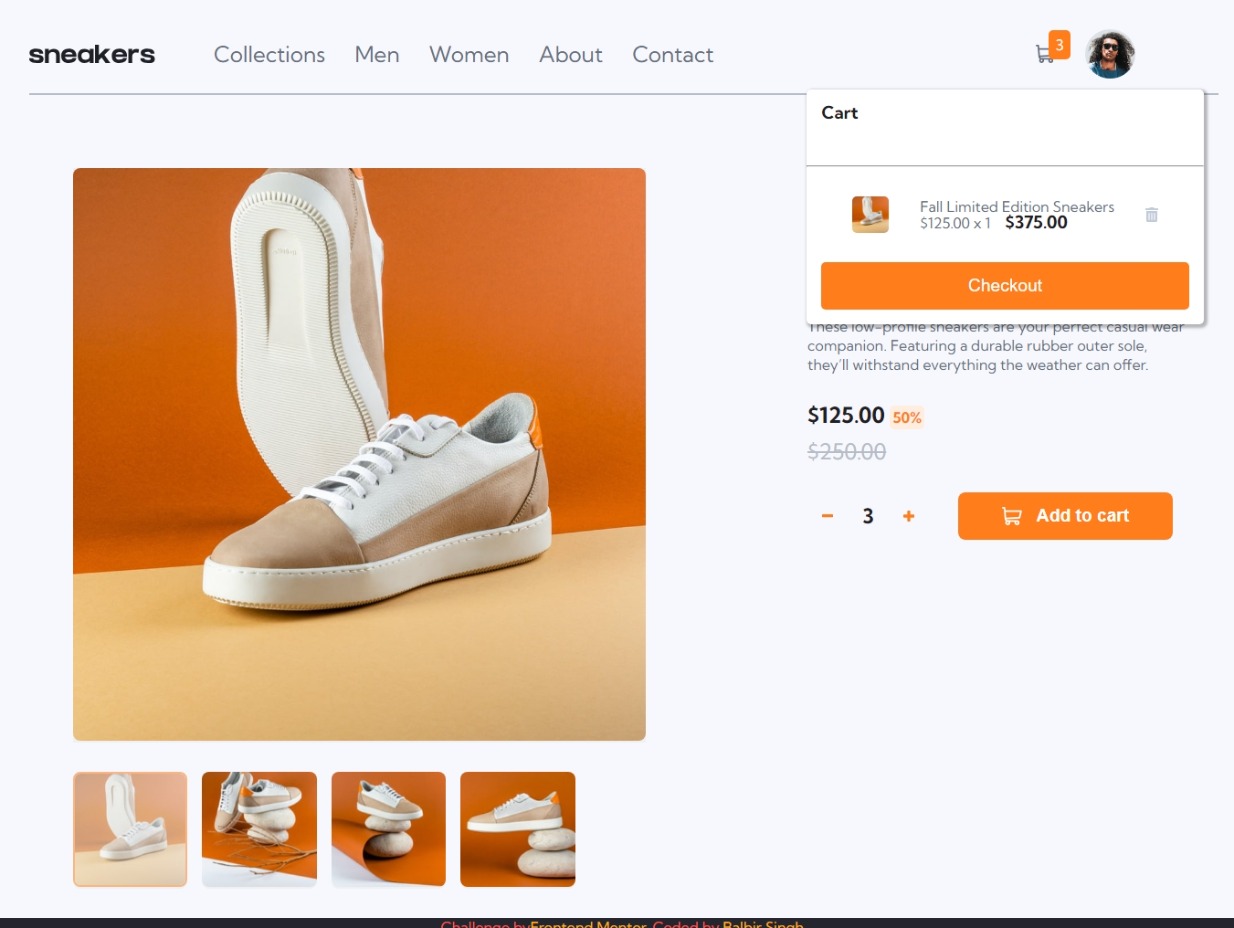 sneakers Collections Men Women About Contact 3
Cart
Fall Limited Edition Sneakers
$125.00 x 1 $375.00
Checkout
These low-profile sneakers are your perfect casual wear
companion. Featuring a durable rubber outer sole,
they'll withstand everything the weather can offer.
$125.00 50%
$250.00
3 Add to cart
Challenge by Frontend Mentor. Coded by Balbir Singh.